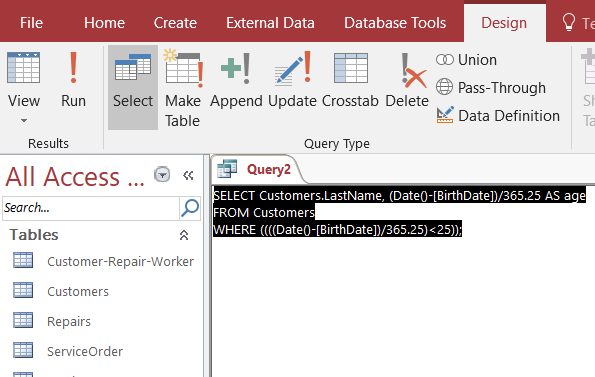 File Home Create External Data Database Tools Design
View Run Select Make Table Append Update Crosstab Delete
Union
Pass-Through
Data Definition
Results Query Type
All Access ...
Search...
Tables
Customer-Repair-Worker
Customers
Repairs
ServiceOrder
Query2
SELECT Customers.LastName, (Date()-[BirthDate])/365.25 AS age
FROM Customers
WHERE ((((Date()-[BirthDate])/365.25)<25));